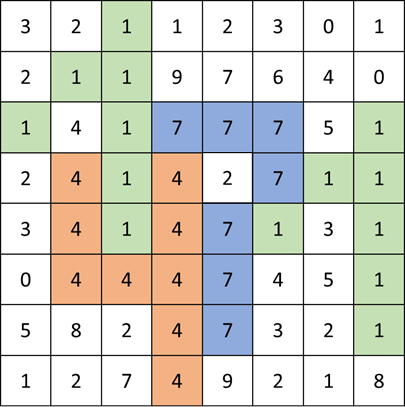 3 2 1 1 2 3 0 1
2 1 1 9 7 6 4 0
1 4 1 7 7 7 5 1
2 4 1 4 2 7 1 1
3 4 1 4 7 1 3 1
0 4 4 4 7 4 5 1
5 8 2 4 7 3 2 1
1 2 7 4 9 2 1 8